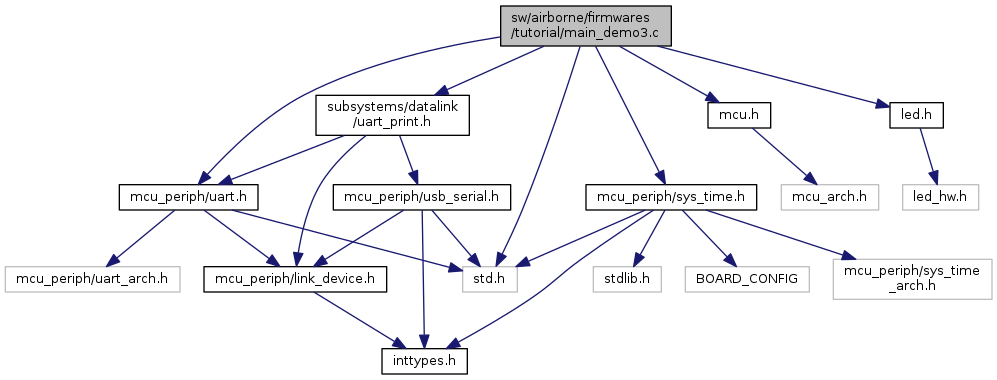 sw/airborne/firmwares
/tutorial/main_demo3.c
subsystems/datalink
/uart_print.h
mcu.h
led.h
mcu_periph/uart.h
mcu_periph/usb_serial.h
mcu_periph/sys_time.h
mcu_arch.h
led_hw.h
mcu_periph/uart_arch.h
mcu_periph/link_device.h
std.h
stdlib.h
BOARD_CONFIG
mcu_periph/sys_time
_arch.h
inttypes.h